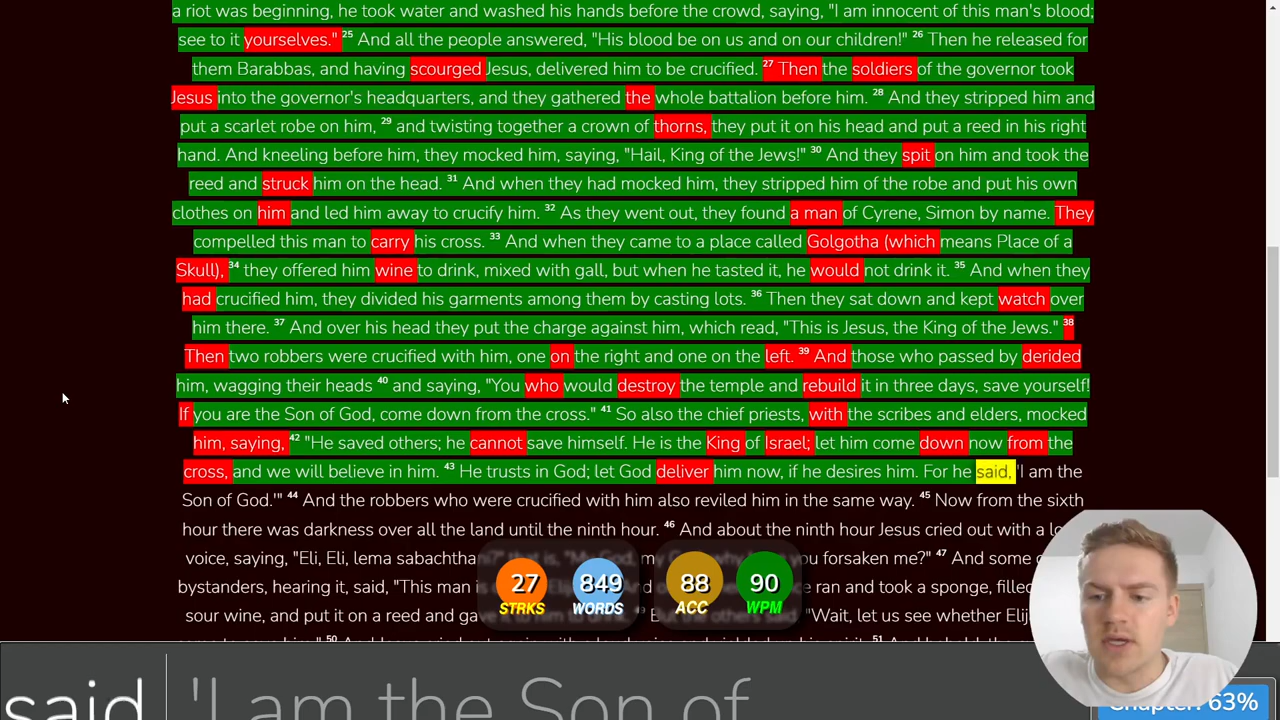 a riot was beginning, he took water and washed his hands before the crowd, saying, "I am innocent of this man's blood;
see to it yourselves." 25 And all the people answered, "His blood be on us and on our children!" 26 Then he released for
them Barabbas, and having scourged Jesus, delivered him to be crucified. 27 Then the soldiers of the governor took
Jesus into the governor's headquarters, and they gathered the whole battalion before him. 28 And they stripped him and
put a scarlet robe on him, 29 and twisting together a crown of thorns, they put it on his head and put a reed in his right
hand. And kneeling before him, they mocked him, saying, "Hail, King of the Jews!" 30 And they spit on him and took the
reed and struck him on the head. 31 And when they had mocked him, they stripped him of the robe and put his own
clothes on him and led him away to crucify him. 32 As they went out, they found a man of Cyrene, Simon by name. They
compelled this man to carry his cross. 33 And when they came to a place called Golgotha (which means Place of a
Skull), 34 they offered him wine to drink, mixed with gall, but when he tasted it, he would not drink it. 35 And when they
had crucified him, they divided his garments among them by casting lots. 36 Then they sat down and kept watch over
him there. 37 And over his head they put the charge against him, which read, "This is Jesus, the King of the Jews." 38
Then two robbers were crucified with him, one on the right and one on the left. 39 And those who passed by derided
him, wagging their heads 40 and saying, "You who would destroy the temple and rebuild it in three days, save yourself!
If you are the Son of God, come down from the cross." 41 So also the chief priests, with the scribes and elders, mocked
him, saying, 42 "He saved others; he cannot save himself. He is the King of Israel; let him come down now from the
cross, and we will believe in him. 43 He trusts in God; let God deliver him now, if he desires him. For he said, 'I am the
Son of God.'" 44 And the robbers who were crucified with him also reviled him in the same way. 45 Now from the sixth
hour there was darkness over all the land until the ninth hour. 46 And about the ninth hour Jesus cried out with a
voice, saying, "Eli, Eli, lema sabachthani?" that is, "My God, my you forsaken me?" 47 And some
bystanders, hearing it, said, "This man ran and took a sponge, filled
sour wine, and put it on a reed and "Wait, let us see whether
50 51
27 849 88 90
STRKS WORDS ACC WPM
said 'I am the Son of
Chapter: 63%